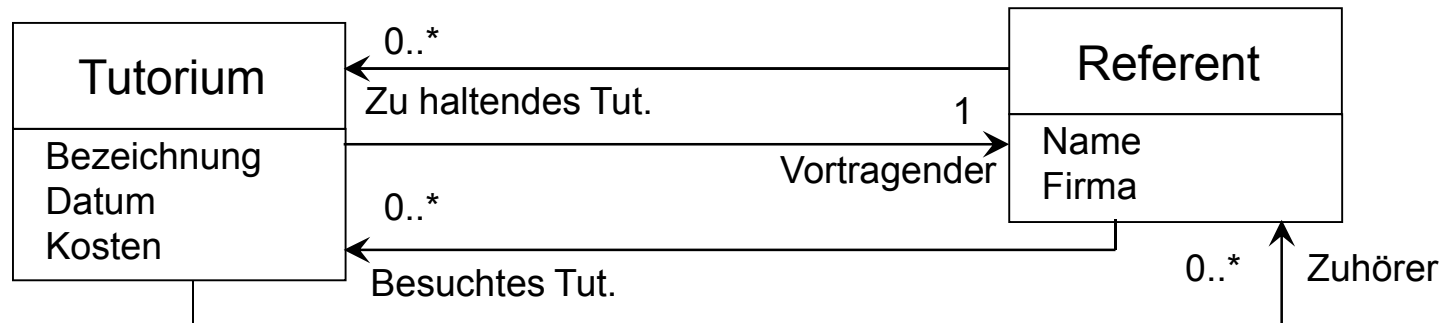 Tutorium
Bezeichnung
Datum
Kosten
0..*
Zu haltendes Tut.
1
Vortragender
0..*
Besuchtes Tut.
Referent
Name
Firma
0..*
Zuhörer